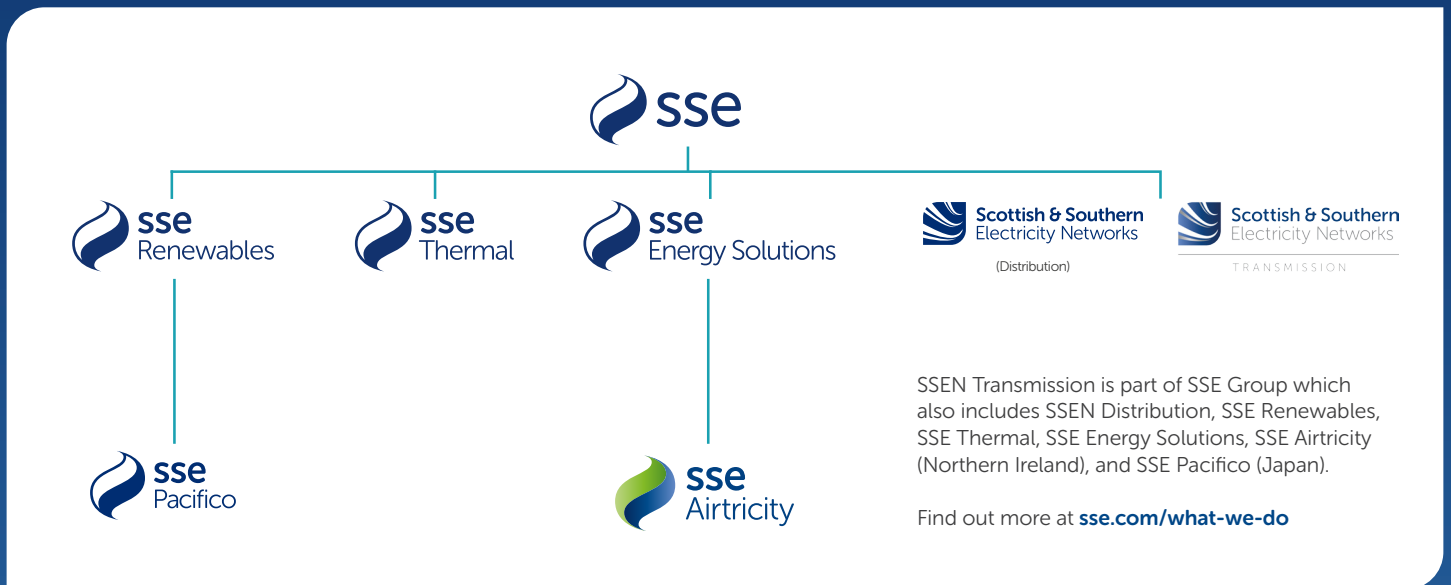 sse
sse
Renewables
sse
Thermal
sse
Energy Solutions
Scottish & Southern
Electricity Networks
(Distribution)
Scottish & Southern
Electricity Networks
TRANSMISSION
sse
Pacifico
sse
Airtricity
SSEN Transmission is part of SSE Group which
also includes SSEN Distribution, SSE Renewables,
SSE Thermal, SSE Energy Solutions, SSE Airtricity
(Northern Ireland), and SSE Pacifico (Japan).
Find out more at sse.com/what-we-do